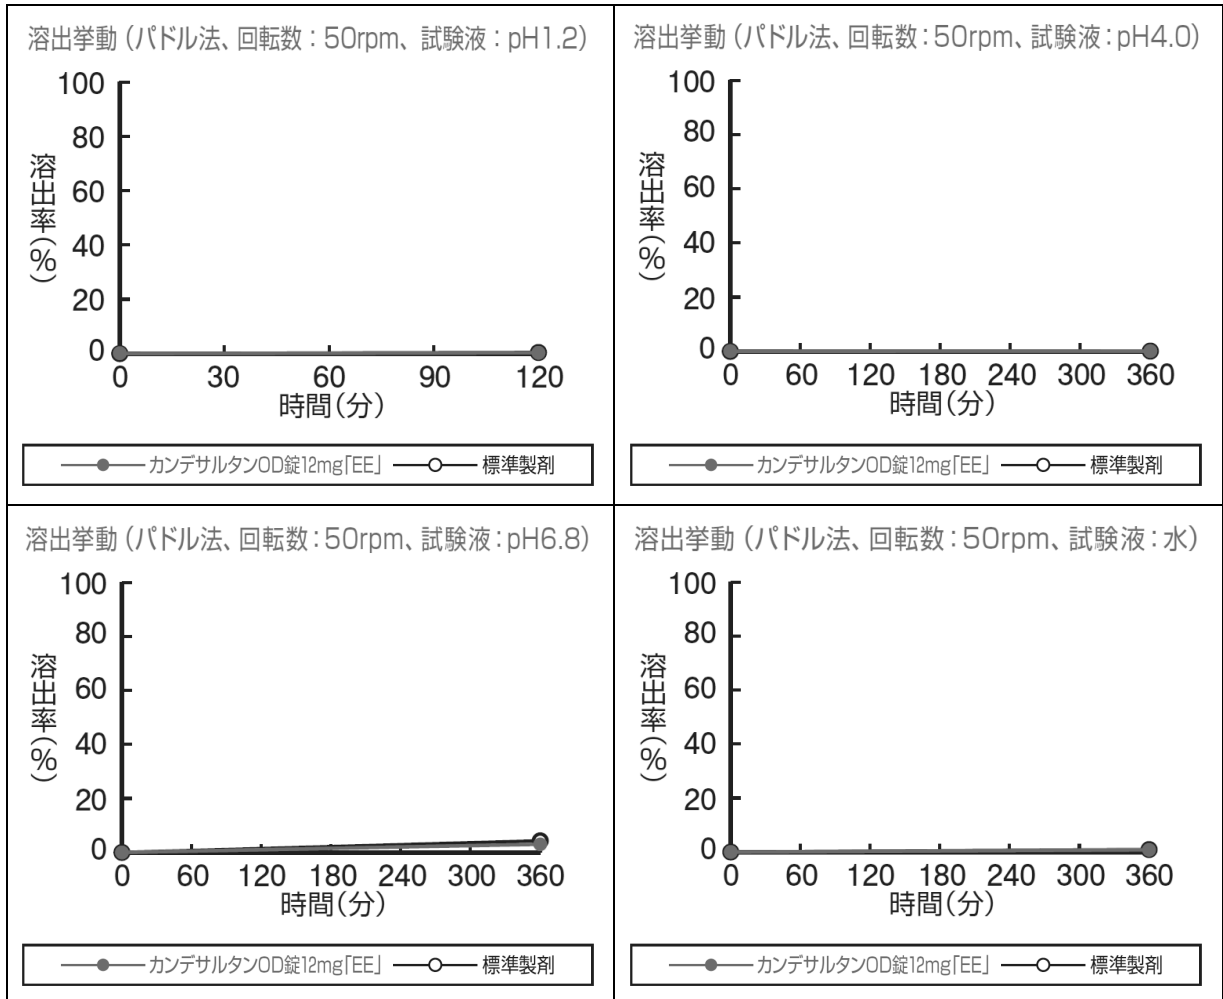 溶出挙動（パドル法、回転数：50rpm、試験液：pH1.2）
100
80
60
40
20
0
溶出率(%)
0 30 60 90 120
時間(分)
カンデサルタンOD錠12mg「EE」 標準製剤
溶出挙動（パドル法、回転数：50rpm、試験液：pH4.0）
100
80
60
40
20
0
溶出率(%)
0 60 120 180 240 300 360
時間(分)
カンデサルタンOD錠12mg「EE」 標準製剤
溶出挙動（パドル法、回転数：50rpm、試験液：pH6.8）
100
80
60
40
20
0
溶出率(%)
0 60 120 180 240 300 360
時間(分)
カンデサルタンOD錠12mg「EE」 標準製剤
溶出挙動（パドル法、回転数：50rpm、試験液：水）
100
80
60
40
20
0
溶出率(%)
0 60 120 180 240 300 360
時間(分)
カンデサルタンOD錠12mg「EE」 標準製剤